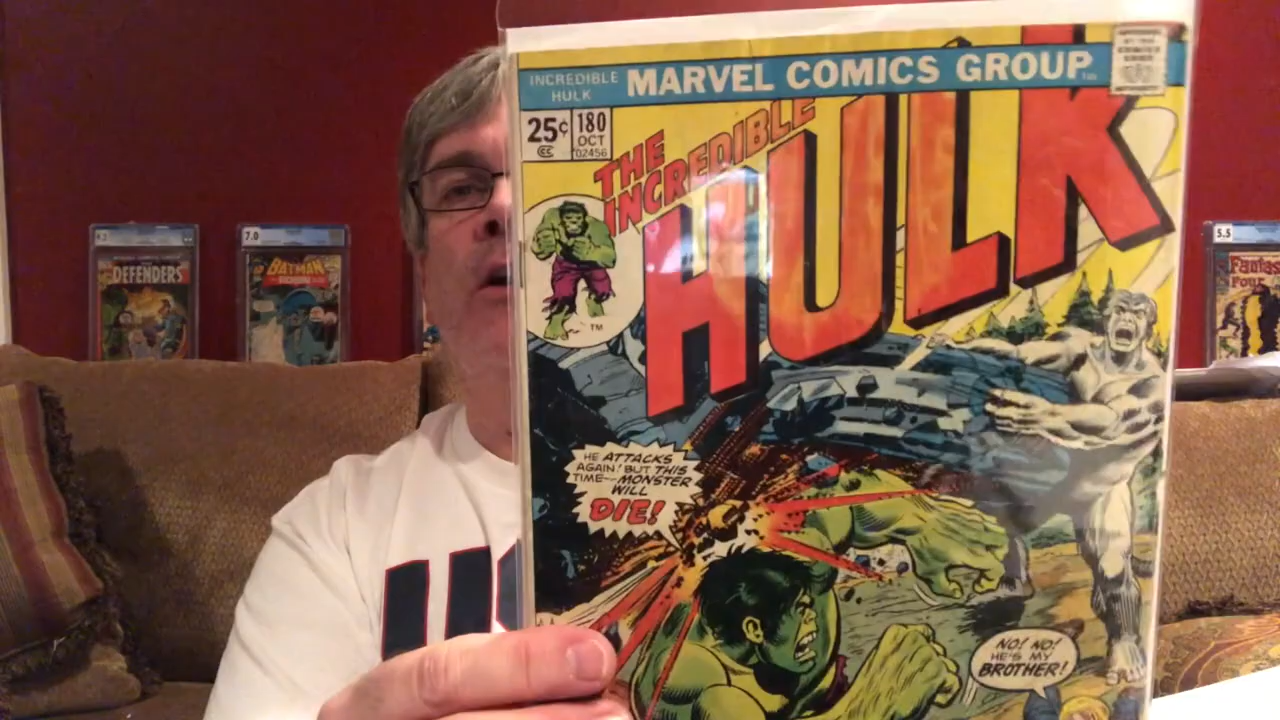 INCREDIBLE
HULK
MARVEL COMICS GROUP
25¢
CC
180
OCT
02456
THE
INCREDIBLE
HULK
TM
HE ATTACKS
AGAIN! BUT THIS
TIME--MONSTER
WILL
DIE!
NO! NO!
HE'S MY
BROTHER!
DEFENDERS
7.0
BATMAN
5.5
Fantastic
Four
US